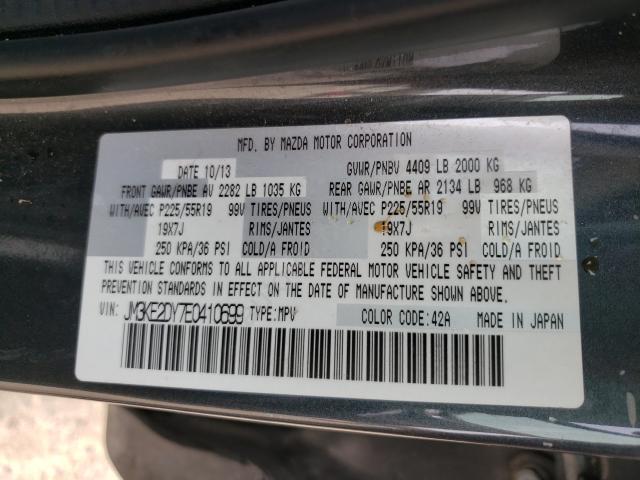 MFD. BY MAZDA MOTOR CORPORATION
DATE 10/13 GVWR/PNBV 4409 LB 2000 KG
FRONT GAWR/PNBE AV 2282 LB 1035 KG REAR GAWR/PNBE AR 2134 LB 968 KG
WITH/AVEC P225/55R19 99V TIRES/PNEUS WITH/AVEC P225/55R19 99V TIRES/PNEUS
19X7J RIMS/JANTES 19X7J RIMS/JANTES
250 KPA/36 PSI COLD/A FROID 250 KPA/36 PSI COLD/A FROID
THIS VEHICLE CONFORMS TO ALL APPLICABLE FEDERAL MOTOR VEHICLE SAFETY AND THEFT
PREVENTION STANDARDS IN EFFECT ON THE DATE OF MANUFACTURE SHOWN ABOVE.
VIN: JM3KE2DY7E0410699 TYPE:MPV COLOR CODE:42A MADE IN JAPAN